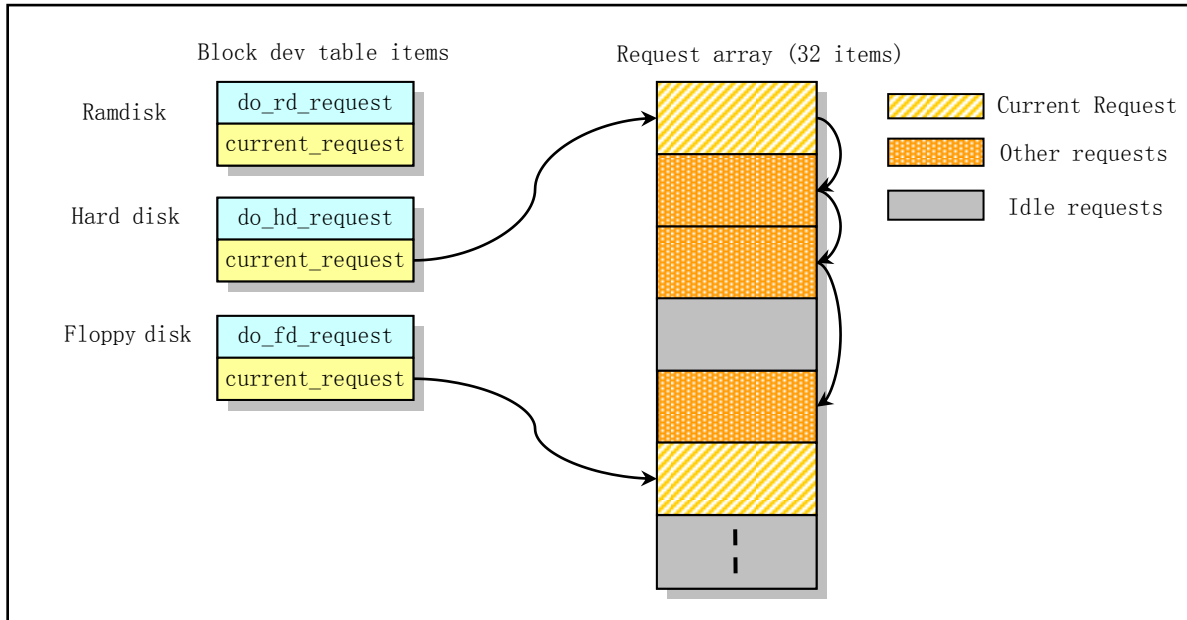 Block dev table items
Request array (32 items)
Ramdisk
do_rd_request
current_request
Hard disk
do_hd_request
current_request
Floppy disk
do_fd_request
current_request
Current Request
Other requests
Idle requests